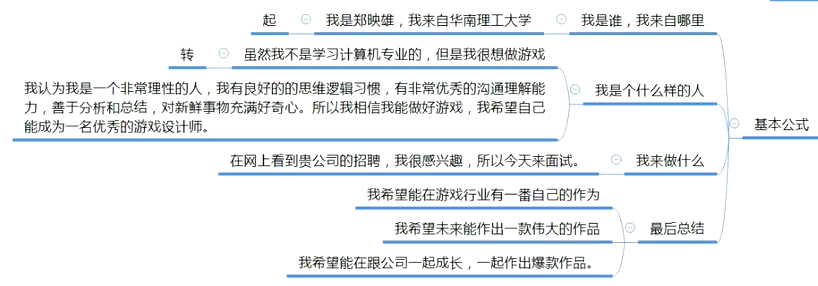 起
我是郑映雄，我来自华南理工大学
我是谁，我来自哪里
转
虽然我不是学习计算机专业的，但是我很想做游戏
我认为我是一个非常理性的人，我有良好的的思维逻辑习惯，有非常优秀的沟通理解能
力，善于分析和总结，对新鲜事物充满好奇心。所以我相信我能做好游戏，我希望自己
能成为一名优秀的游戏设计师。
我是个什么样的人
基本公式
在网上看到贵公司的招聘，我很感兴趣，所以今天来面试。
我来做什么
我希望能在游戏行业有一番自己的作为
我希望未来能作出一款伟大的作品
最后总结
我希望能在跟公司一起成长，一起作出爆款作品。